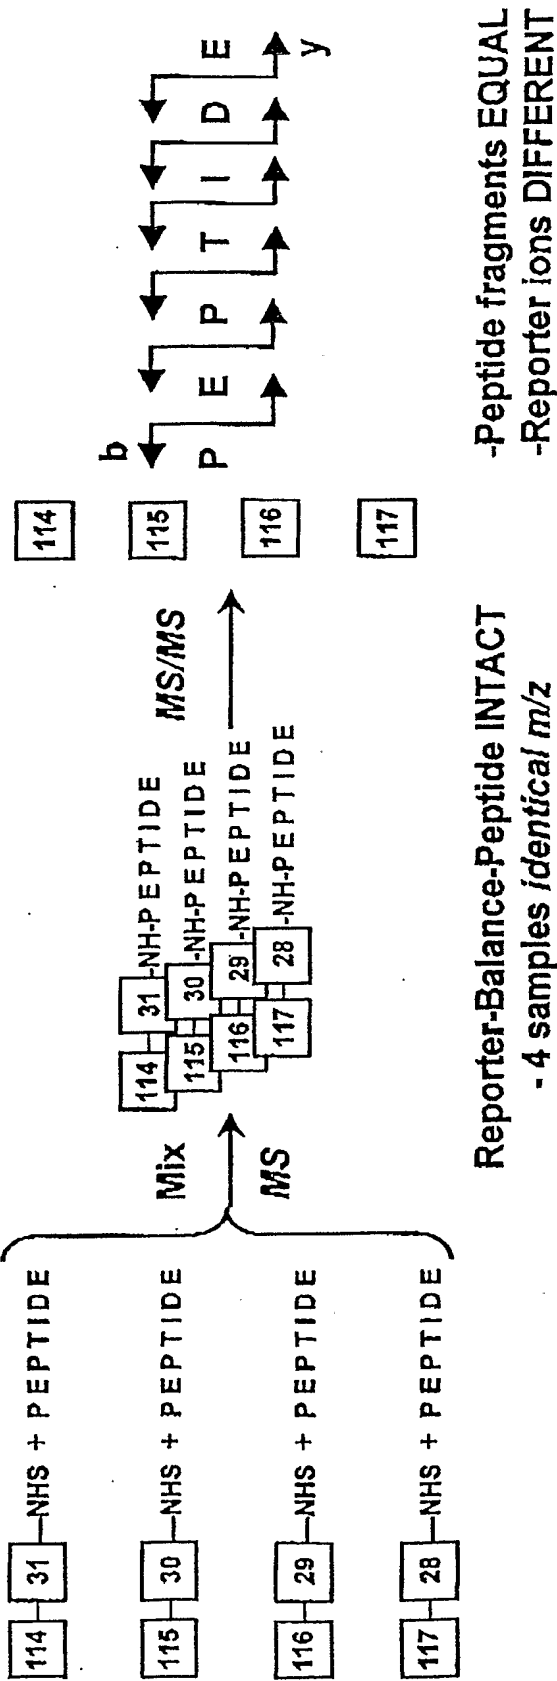 114 31 –NHS + PEPTIDE
115 30 –NHS + PEPTIDE
116 29 –NHS + PEPTIDE
117 28 –NHS + PEPTIDE
Mix
MS
114 31 -NH-PEPTIDE
115 30 -NH-PEPTIDE
116 29 -NH-PEPTIDE
117 28 -NH-PEPTIDE
Reporter-Balance-Peptide INTACT
- 4 samples identical m/z
MS/MS
114
115
116
117
b
P E P T I D E
y
-Peptide fragments EQUAL
-Reporter ions DIFFERENT